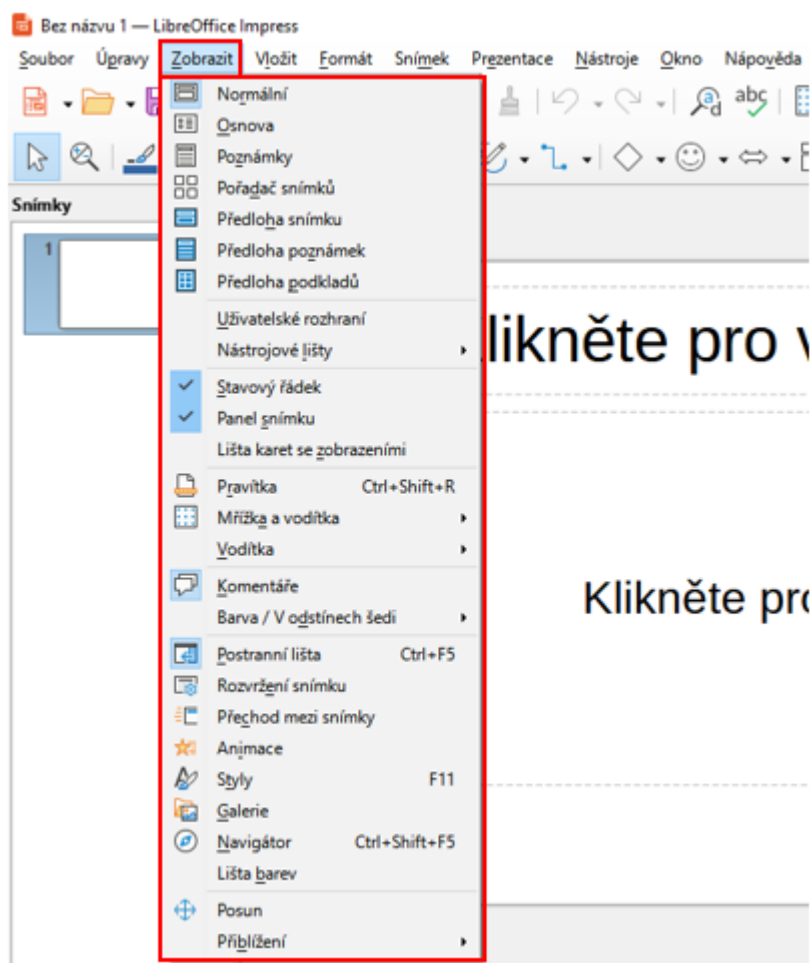 Bez názvu 1 — LibreOffice Impress
Soubor Úpravy Zobrazit Vložit Formát Snímek Prezentace Nástroje Okno Nápověda
Normální
Osnova
Poznámky
Pořadač snímků
Předloha snímku
Předloha poznámek
Předloha podkladů
Uživatelské rozhraní
Nástrojové lišty
Stavový řádek
Panel snímku
Lišta karet se zobrazeními
Pravítka Ctrl+Shift+R
Mřížka a vodítka
Vodítka
Komentáře
Barva / V odstínech šedi
Postranní lišta Ctrl+F5
Rozvržení snímku
Přechod mezi snímky
Animace
Styly F11
Galerie
Navigátor Ctrl+Shift+F5
Lišta barev
Posun
Přiblížení
abc
Snímky
1
likněte pro v
Klikněte pro